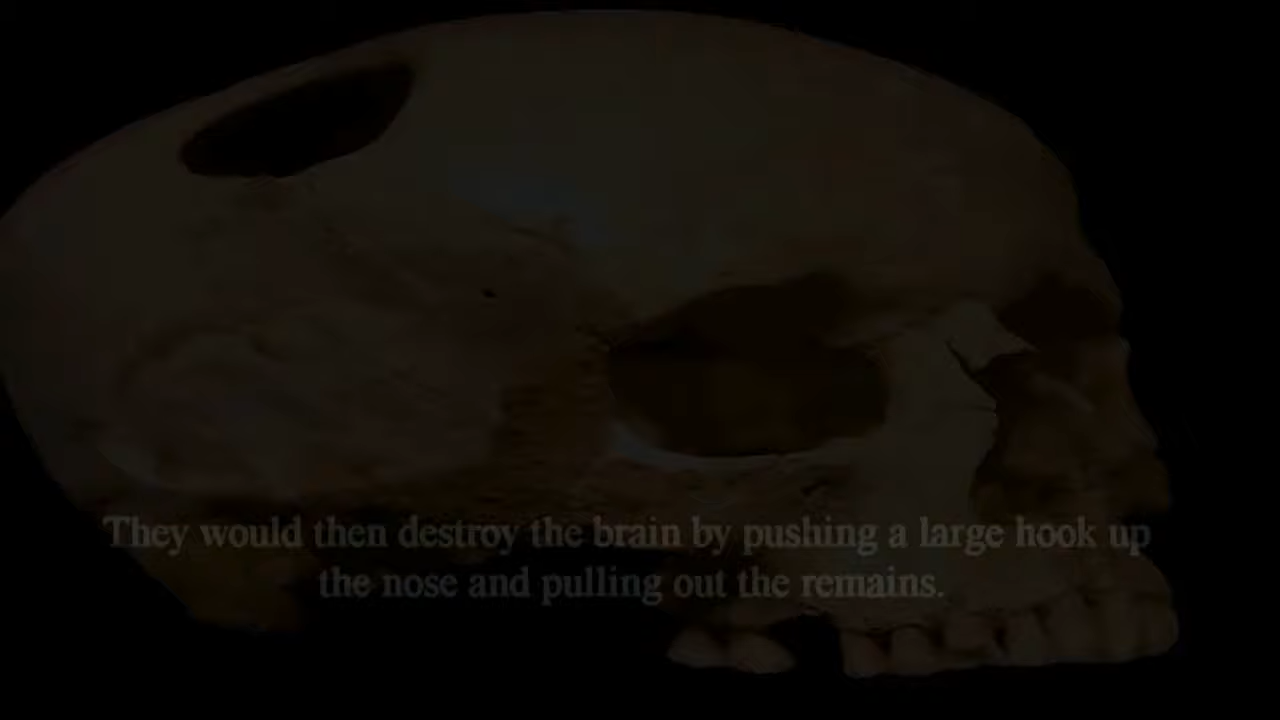 They would then destroy the brain by pushing a large hook up
the nose and pulling out the remains.